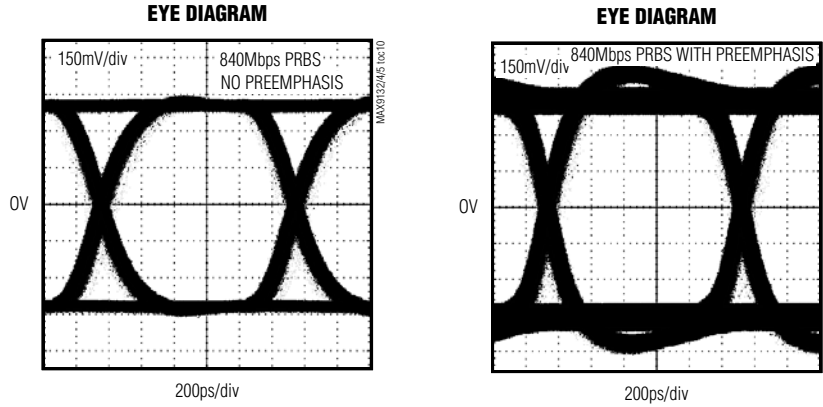 EYE DIAGRAM
150mV/div
840Mbps PRBS
NO PREEMPHASIS
MAX9132/4/5 toc10
0V
200ps/div
EYE DIAGRAM
840Mbps PRBS WITH PREEMPHASIS
150mV/div
0V
200ps/div